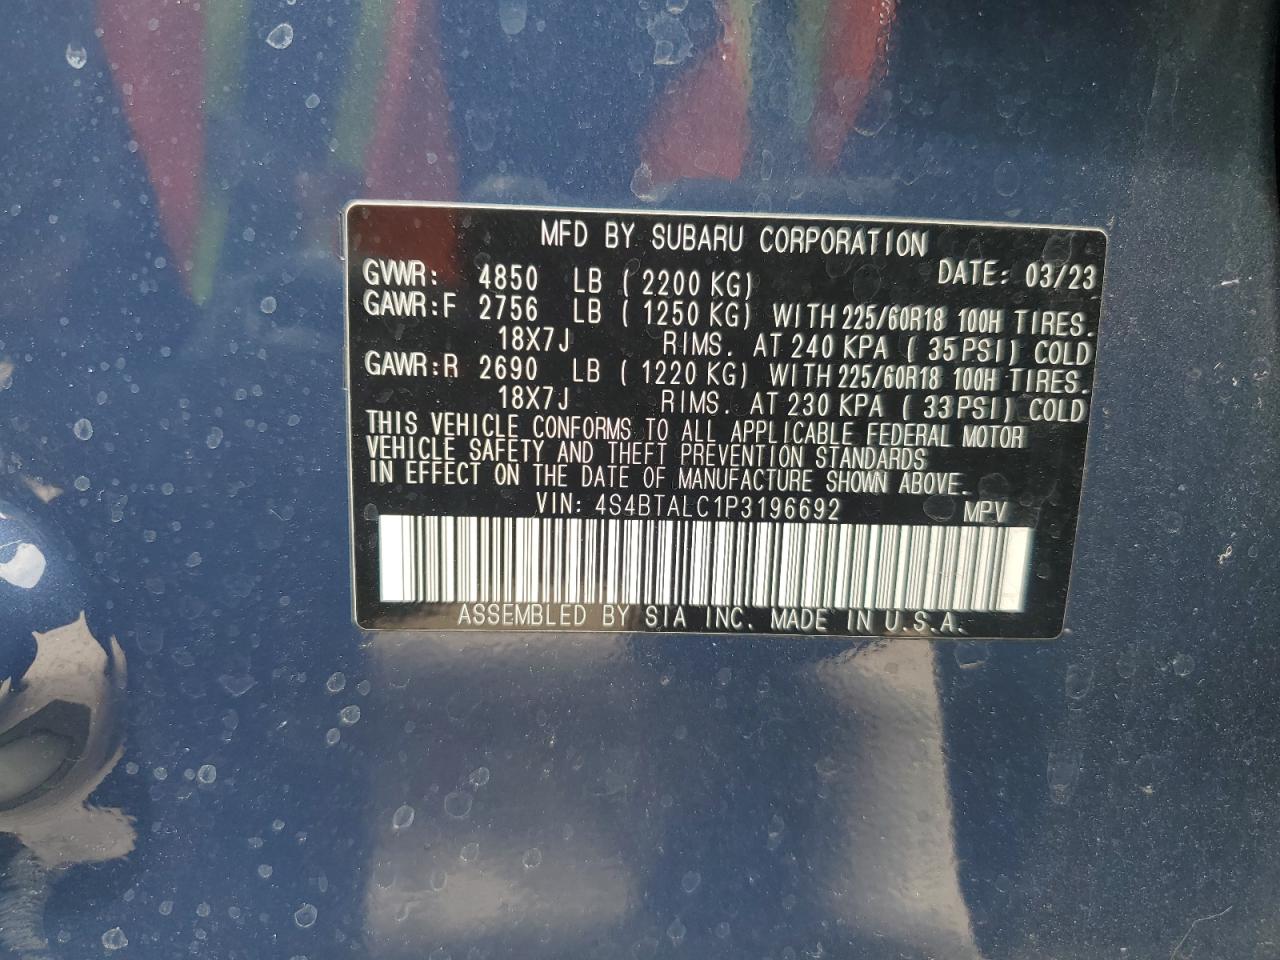 MFD BY SUBARU CORPORATION
DATE: 03/23
GVWR: 4850 LB ( 2200 KG)
GAWR:F 2756 LB ( 1250 KG) WITH 225/60R18 100H TIRES.
18X7J RIMS. AT 240 KPA ( 35PSI) COLD
GAWR:R 2690 LB ( 1220 KG) WITH 225/60R18 100H TIRES.
18X7J RIMS. AT 230 KPA ( 33PSI) COLD
THIS VEHICLE CONFORMS TO ALL APPLICABLE FEDERAL MOTOR
VEHICLE SAFETY AND THEFT PREVENTION STANDARDS
IN EFFECT ON THE DATE OF MANUFACTURE SHOWN ABOVE.
VIN: 4S4BTALC1P3196692 MPV
ASSEMBLED BY SIA INC. MADE IN U.S.A.